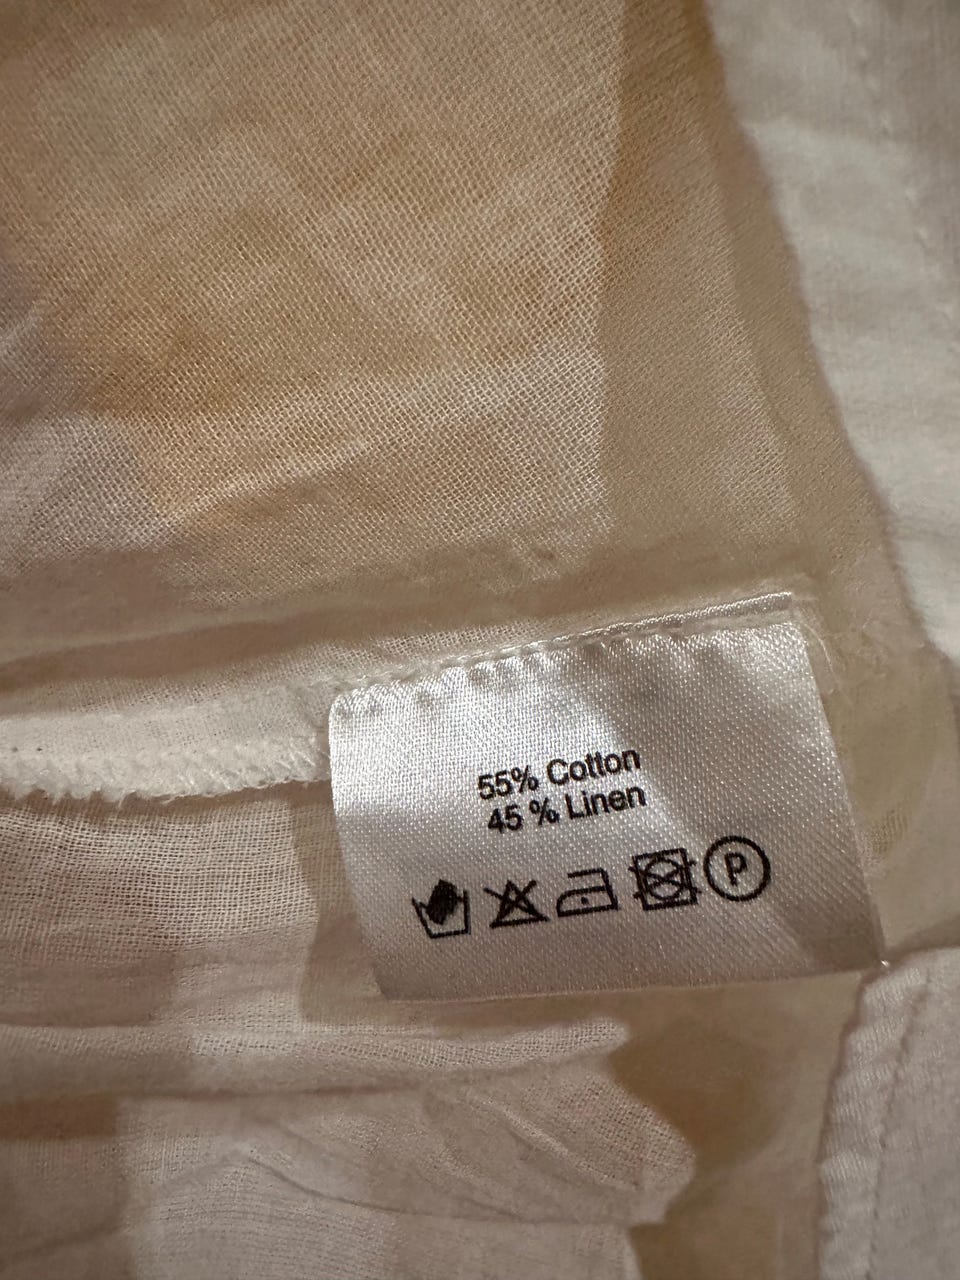 55% Cotton
45 % Linen
P